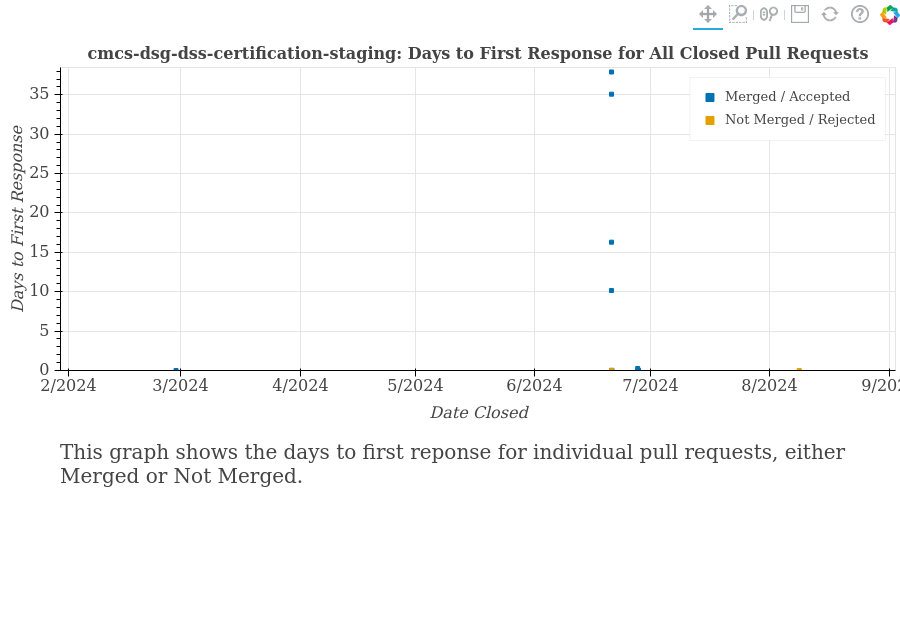 cmcs-dsg-dss-certification-staging: Days to First Response for All Closed Pull Requests
Merged / Accepted
Not Merged / Rejected
Days to First Response
35
30
25
20
15
10
5
0
2/2024 3/2024 4/2024 5/2024 6/2024 7/2024 8/2024 9/202
Date Closed
This graph shows the days to first reponse for individual pull requests, either
Merged or Not Merged.